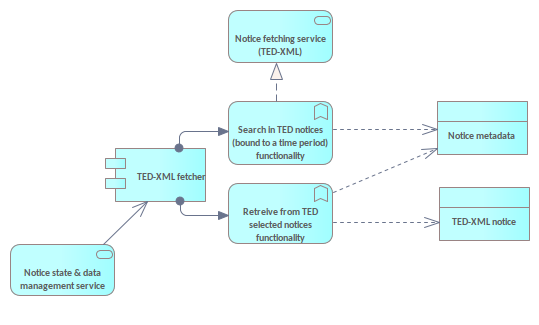 Notice fetching service
(TED-XML)
Search in TED notices
(bound to a time period)
functionality
Notice metadata
TED-XML fetcher
Retreive from TED
selected notices
functionality
TED-XML notice
Notice state & data
management service